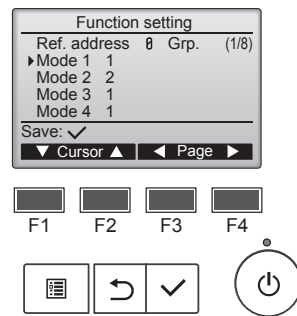 Function setting
Ref. address 0 Grp. (1/8)
Mode 1 1
Mode 2 2
Mode 3 1
Mode 4 1
Save: ✓
▼ Cursor ▲ ◀ Page ▶
F1 F2 F3 F4